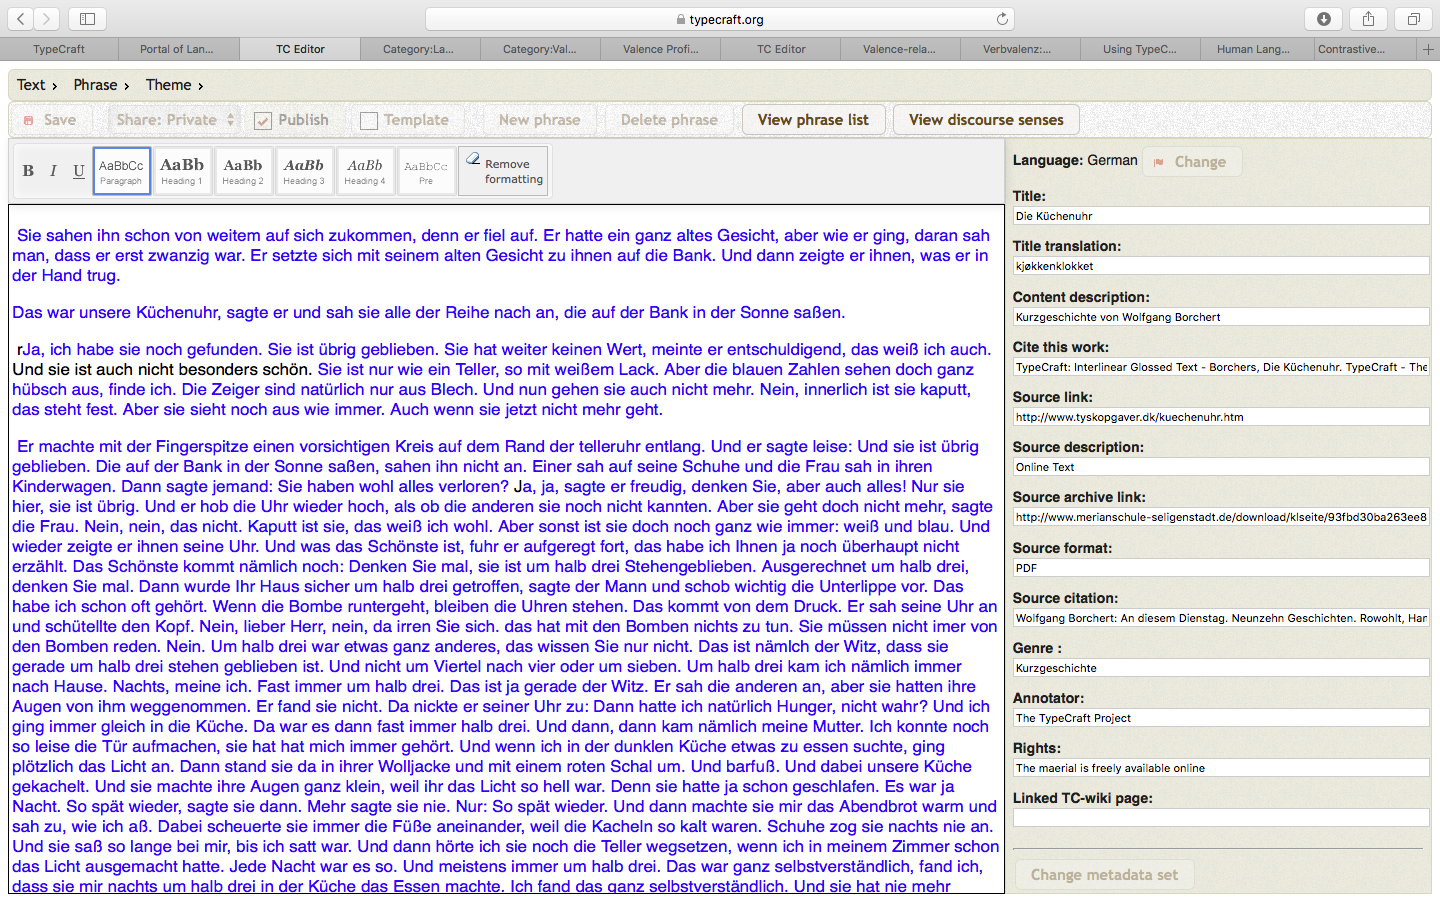 typecraft.org
TypeCraft
Portal of Lan...
TC Editor
Category:La...
Category:Val...
Valence Profi...
TC Editor
Valence-rela...
Verbvalenz:...
Using TypeC...
Human Lang...
Contrastive...
Text › Phrase › Theme ›
Save
Share: Private
Publish
Template
New phrase
Delete phrase
View phrase list
View discourse senses
B I U
AaBbCc
Paragraph
AaBb
Heading 1
AaBb
Heading 2
AaBb
Heading 3
AaBb
Heading 4
AaBbCc
Pre
Remove
formatting
Sie sahen ihn schon von weitem auf sich zukommen, denn er fiel auf. Er hatte ein ganz altes Gesicht, aber wie er ging, daran sah
man, dass er erst zwanzig war. Er setzte sich mit seinem alten Gesicht zu ihnen auf die Bank. Und dann zeigte er ihnen, was er in
der Hand trug.
Das war unsere Küchenuhr, sagte er und sah sie alle der Reihe nach an, die auf der Bank in der Sonne saßen.
rJa, ich habe sie noch gefunden. Sie ist übrig geblieben. Sie hat weiter keinen Wert, meinte er entschuldigend, das weiß ich auch.
Und sie ist auch nicht besonders schön. Sie ist nur wie ein Teller, so mit weißem Lack. Aber die blauen Zahlen sehen doch ganz
hübsch aus, finde ich. Die Zeiger sind natürlich nur aus Blech. Und nun gehen sie auch nicht mehr. Nein, innerlich ist sie kaputt,
das steht fest. Aber sie sieht noch aus wie immer. Auch wenn sie jetzt nicht mehr geht.
Er machte mit der Fingerspitze einen vorsichtigen Kreis auf dem Rand der telleruhr entlang. Und er sagte leise: Und sie ist übrig
geblieben. Die auf der Bank in der Sonne saßen, sahen ihn nicht an. Einer sah auf seine Schuhe und die Frau sah in ihren
Kinderwagen. Dann sagte jemand: Sie haben wohl alles verloren? Ja, ja, sagte er freudig, denken Sie, aber auch alles! Nur sie
hier, sie ist übrig. Und er hob die Uhr wieder hoch, als ob die anderen sie noch nicht kannten. Aber sie geht doch nicht mehr, sagte
die Frau. Nein, nein, das nicht. Kaputt ist sie, das weiß ich wohl. Aber sonst ist sie doch noch ganz wie immer: weiß und blau. Und
wieder zeigte er ihnen seine Uhr. Und was das Schönste ist, fuhr er aufgeregt fort, das habe ich Ihnen ja noch überhaupt nicht
erzählt. Das Schönste kommt nämlich noch: Denken Sie mal, sie ist um halb drei Stehengeblieben. Ausgerechnet um halb drei,
denken Sie mal. Dann wurde Ihr Haus sicher um halb drei getroffen, sagte der Mann und schob wichtig die Unterlippe vor. Das
habe ich schon oft gehört. Wenn die Bombe runtergeht, bleiben die Uhren stehen. Das kommt von dem Druck. Er sah seine Uhr an
und schüttelte den Kopf. Nein, lieber Herr, nein, da irren Sie sich. das hat mit den Bomben nichts zu tun. Sie müssen nicht imer von
den Bomben reden. Nein. Um halb drei war etwas ganz anderes, das wissen Sie nur nicht. Das ist nämlch der Witz, dass sie
gerade um halb drei stehen geblieben ist. Und nicht um Viertel nach vier oder um sieben. Um halb drei kam ich nämlich immer
nach Hause. Nachts, meine ich. Fast immer um halb drei. Das ist ja gerade der Witz. Er sah die anderen an, aber sie hatten ihre
Augen von ihm weggenommen. Er fand sie nicht. Da nickte er seiner Uhr zu: Dann hatte ich natürlich Hunger, nicht wahr? Und ich
ging immer gleich in die Küche. Da war es dann fast immer halb drei. Und dann, dann kam nämlich meine Mutter. Ich konnte noch
so leise die Tür aufmachen, sie hat hat mich immer gehört. Und wenn ich in der dunklen Küche etwas zu essen suchte, ging
plötzlich das Licht an. Dann stand sie da in ihrer Wolljacke und mit einem roten Schal um. Und barfuß. Und dabei unsere Küche
gekachelt. Und sie machte ihre Augen ganz klein, weil ihr das Licht so hell war. Denn sie hatte ja schon geschlafen. Es war ja
Nacht. So spät wieder, sagte sie dann. Mehr sagte sie nie. Nur: So spät wieder. Und dann machte sie mir das Abendbrot warm und
sah zu, wie ich aß. Dabei scheuerte sie immer die Füße aneinander, weil die Kacheln so kalt waren. Schuhe zog sie nachts nie an.
Und sie saß so lange bei mir, bis ich satt war. Und dann hörte ich sie noch die Teller wegsetzen, wenn ich in meinem Zimmer schon
das Licht ausgemacht hatte. Jede Nacht war es so. Und meistens immer um halb drei. Das war ganz selbstverständlich, fand ich,
dass sie mir nachts um halb drei in der Küche das Essen machte. Ich fand das ganz selbstverständlich. Und sie hat nie mehr
Language: German
Change
Title:
Die Küchenuhr
Title translation:
kjøkkenklokket
Content description:
Kurzgeschichte von Wolfgang Borchert
Cite this work:
TypeCraft: Interlinear Glossed Text - Borchers, Die Küchenuhr. TypeCraft - The
Source link:
http://www.tyskopgaver.dk/kuechenuhr.htm
Source description:
Online Text
Source archive link:
http://www.merianschule-seligenstadt.de/download/klseite/93fbd30ba263ee8
Source format:
PDF
Source citation:
Wolfgang Borchert: An diesem Dienstag. Neunzehn Geschichten. Rowohlt, Han
Genre :
Kurzgeschichte
Annotator:
The TypeCraft Project
Rights:
The maerial is freely available online
Linked TC-wiki page:
Change metadata set